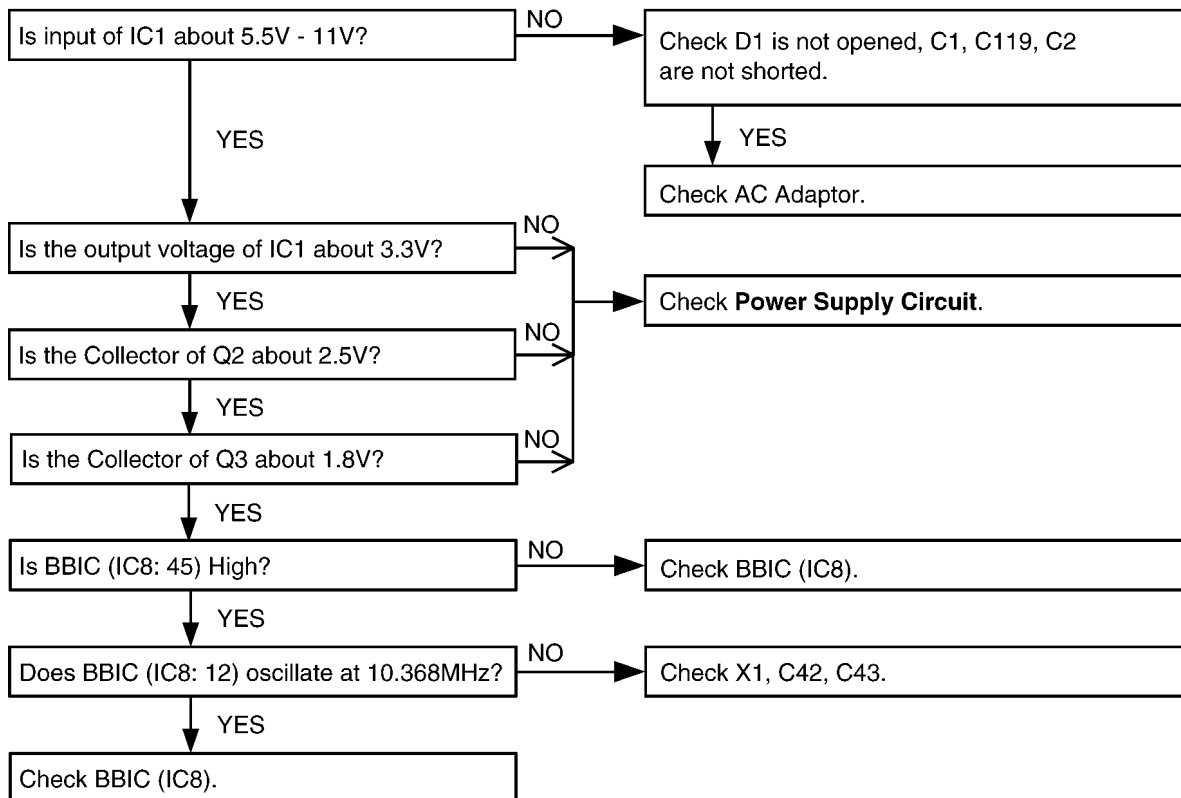 Is input of IC1 about 5.5V - 11V?
NO
Check D1 is not opened, C1, C119, C2
are not shorted.
YES
YES
Check AC Adaptor.
Is the output voltage of IC1 about 3.3V?
NO
YES
Check Power Supply Circuit.
Is the Collector of Q2 about 2.5V?
NO
YES
Is the Collector of Q3 about 1.8V?
NO
YES
Is BBIC (IC8: 45) High?
NO
Check BBIC (IC8).
YES
Does BBIC (IC8: 12) oscillate at 10.368MHz?
NO
Check X1, C42, C43.
YES
Check BBIC (IC8).